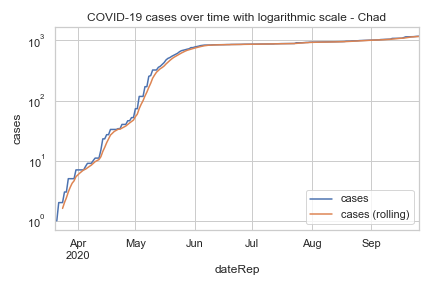 COVID-19 cases over time with logarithmic scale - Chad
10³
10²
10¹
10⁰
cases
Apr
2020
May
Jun
Jul
Aug
Sep
dateRep
cases
cases (rolling)